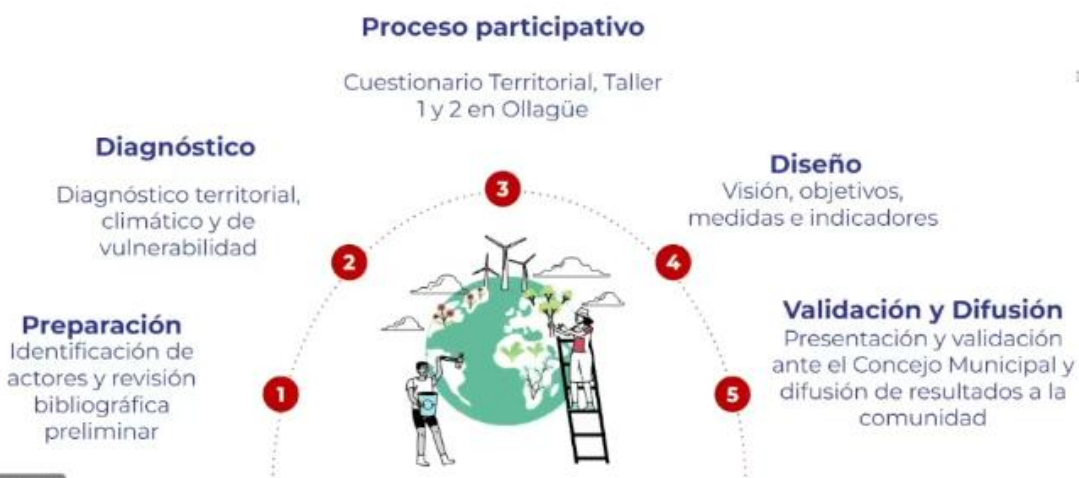 Proceso participativo
Cuestionario Territorial, Taller
1 y 2 en Ollagüe
Diagnóstico
Diagnóstico territorial,
climático y de
vulnerabilidad
Diseño
Visión, objetivos,
medidas e indicadores
3
2
4
Preparación
Identificación de
actores y revisión
bibliográfica
preliminar
1
Validación y Difusión
Presentación y validación
ante el Concejo Municipal y
difusión de resultados a la
comunidad
5